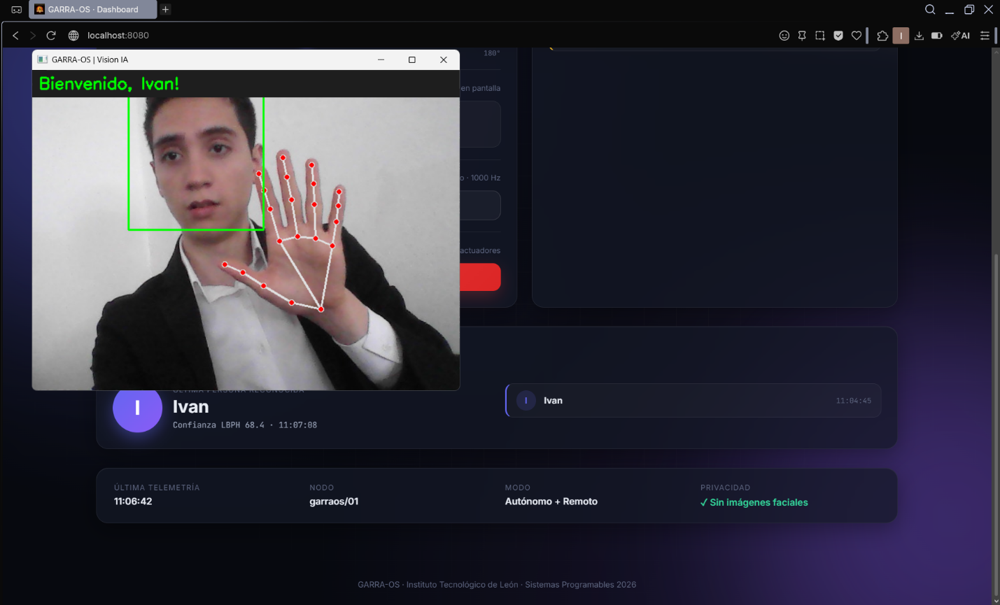 GARRA-OS · Dashboard
localhost:8080
AI
GARRA-OS | Vision IA
Bienvenido, Ivan!
180°
en pantalla
o · 1000 Hz
actuadores
I
Ivan
Confianza LBPH 68.4 · 11:07:08
I
Ivan
11:04:45
ÚLTIMA TELEMETRÍA
11:06:42
NODO
garraos/01
MODO
Autónomo + Remoto
PRIVACIDAD
✓ Sin imágenes faciales
GARRA-OS · Instituto Tecnológico de León · Sistemas Programables 2026